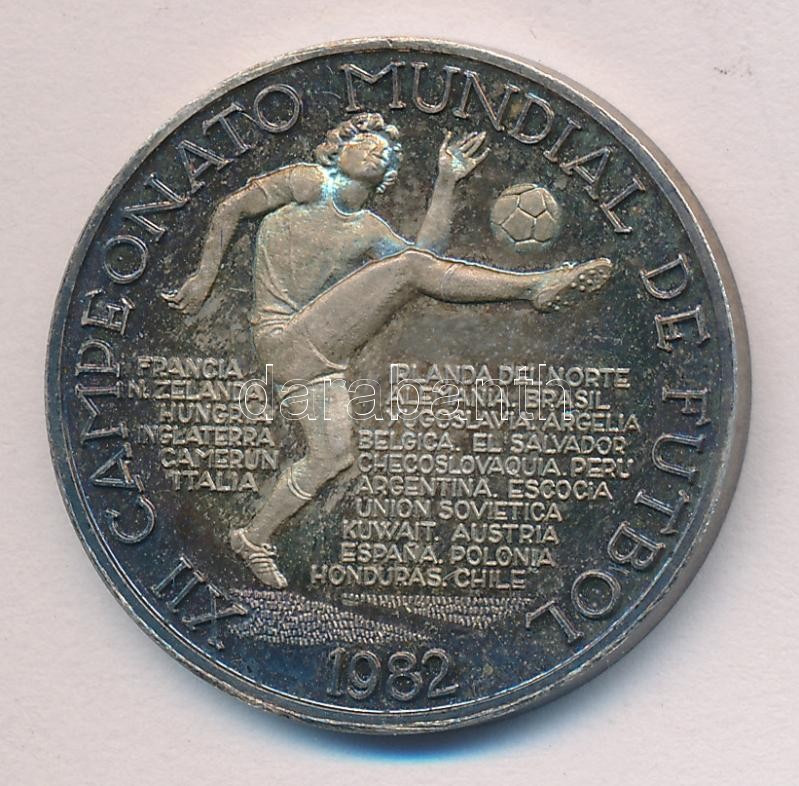 XII CAMPEONATO MUNDIAL DE FUTBOL
FRANCIA
N. ZELANDA
HUNGRIA
INGLATERRA
CAMERUN
ITALIA
IRLANDA DEL NORTE
ALEMANIA. BRASIL
YUGOSLAVIA. ARGELIA
BELGICA. EL SALVADOR
CHECOSLOVAQUIA. PERU
ARGENTINA. ESCOCIA
UNION SOVIETICA
KUWAIT. AUSTRIA
ESPAÑA. POLONIA
HONDURAS. CHILE
1982
darabanth